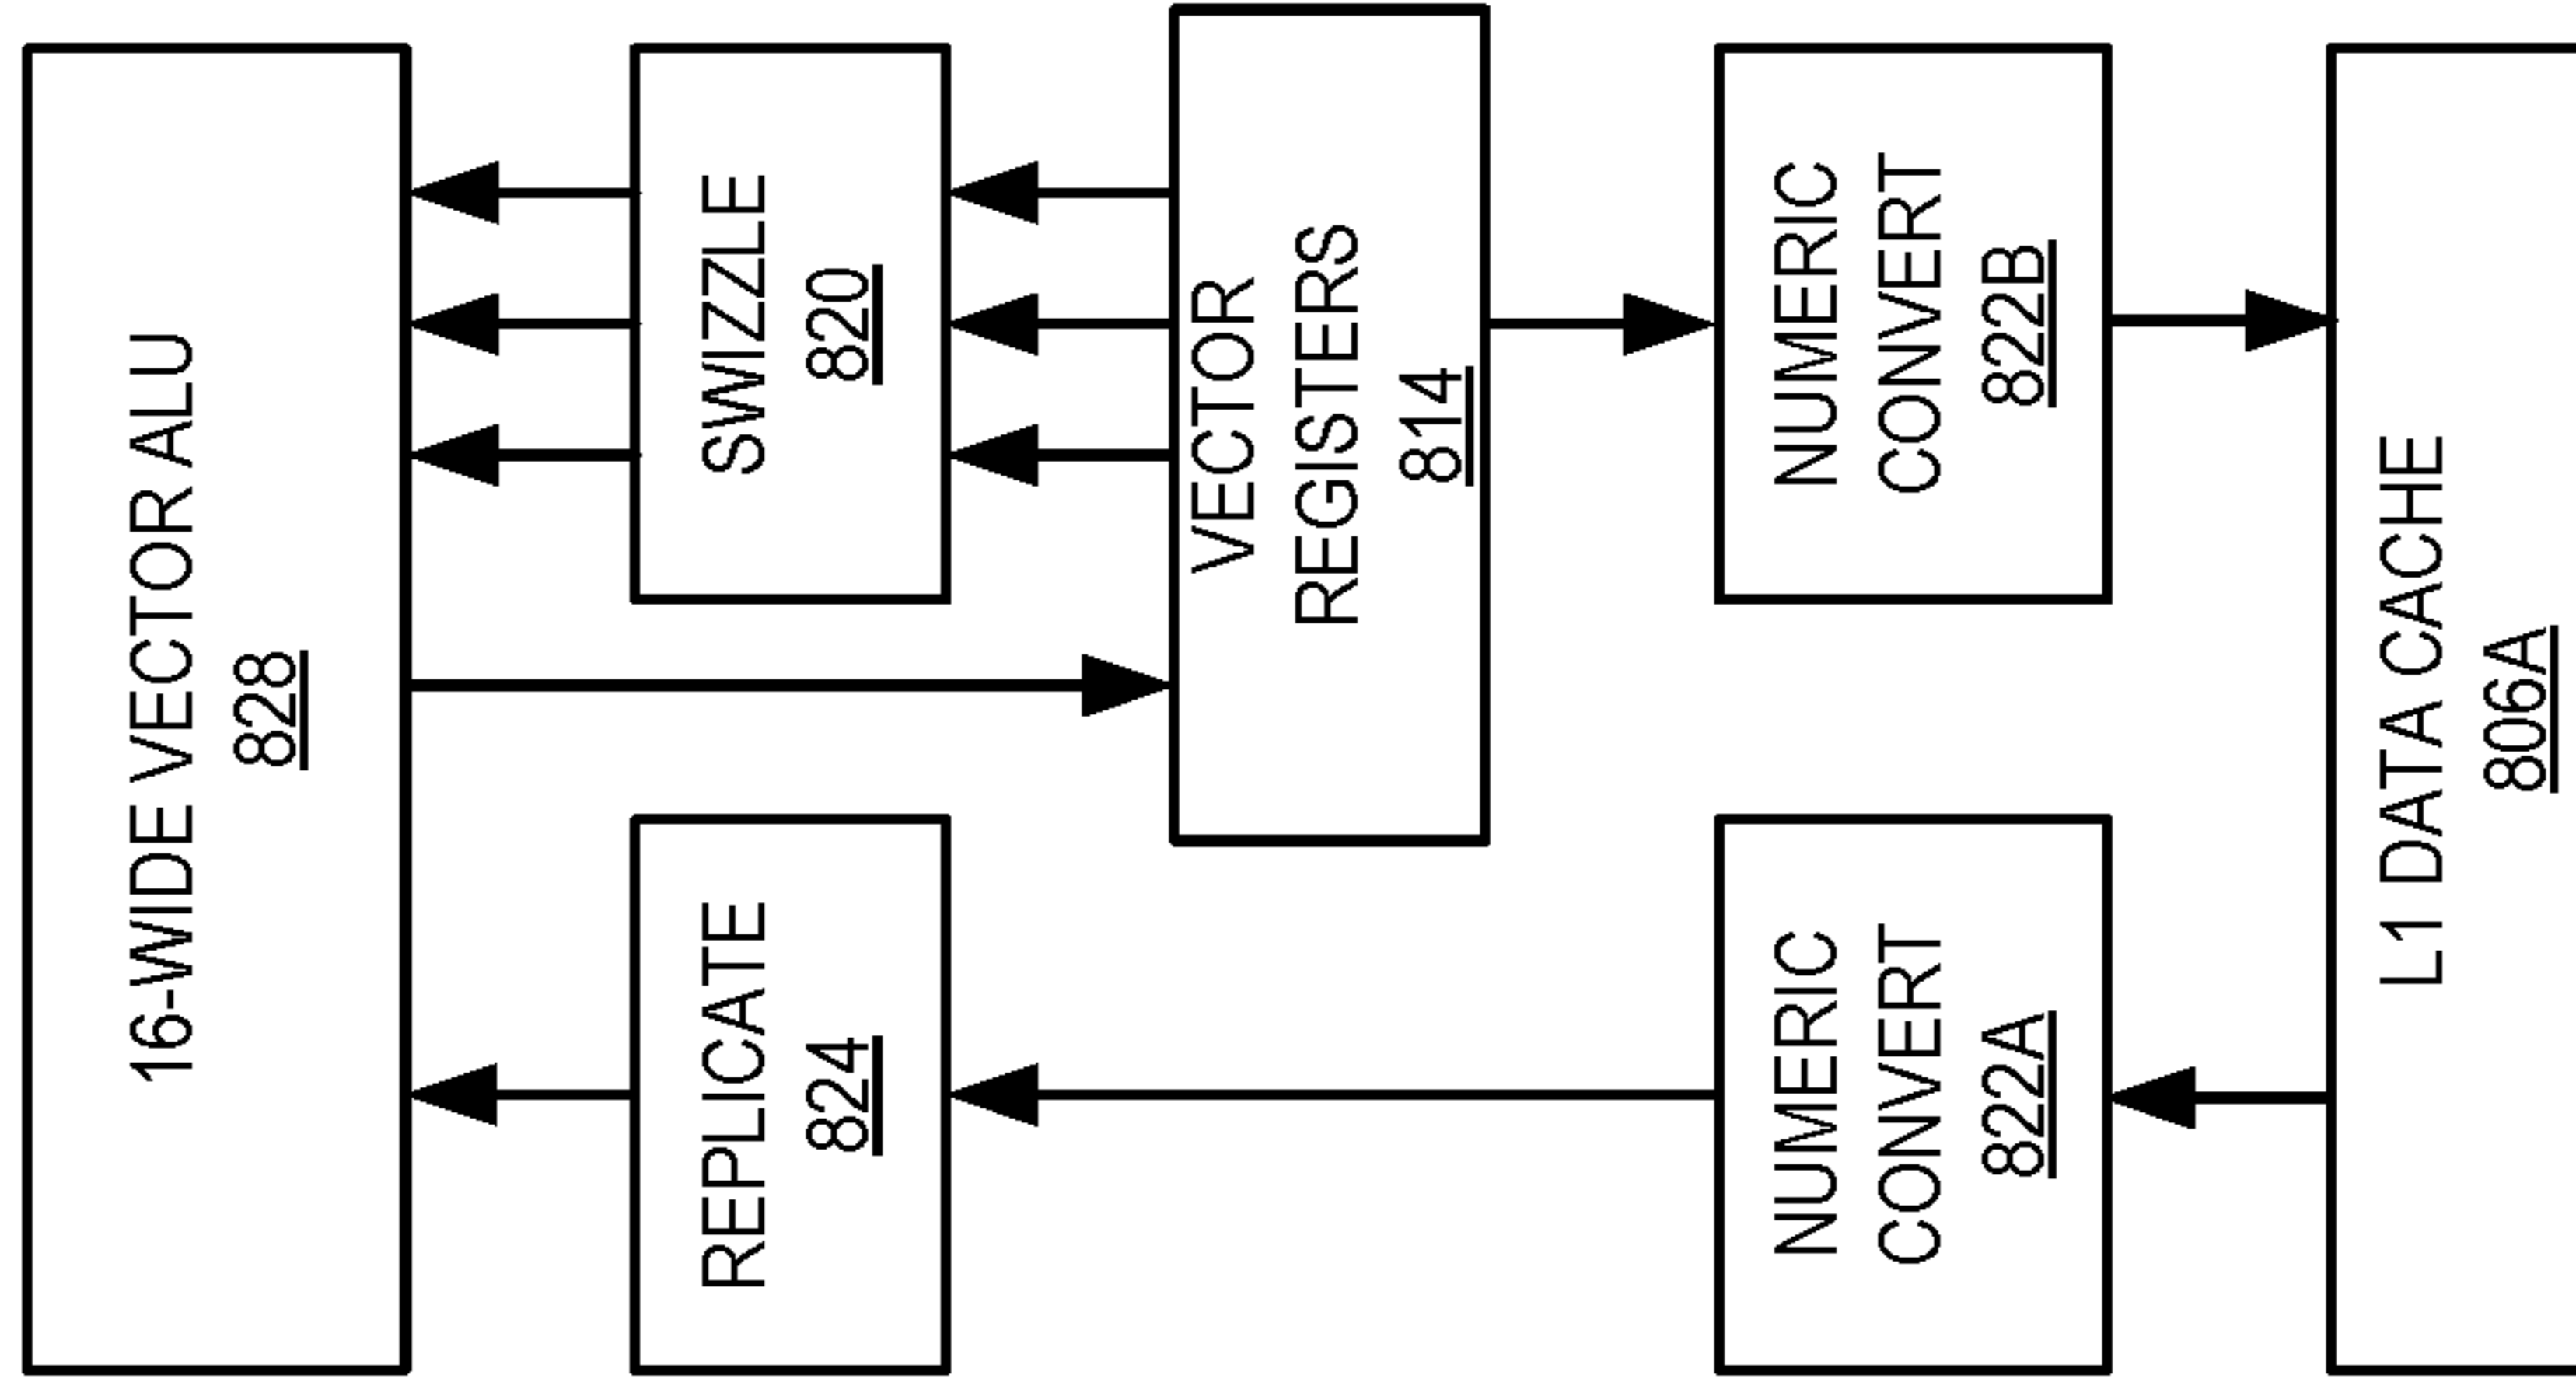 16-WIDE VECTOR ALU
828
REPLICATE
824
SWIZZLE
820
VECTOR
REGISTERS
814
NUMERIC
CONVERT
822A
NUMERIC
CONVERT
822B
L1 DATA CACHE
806A